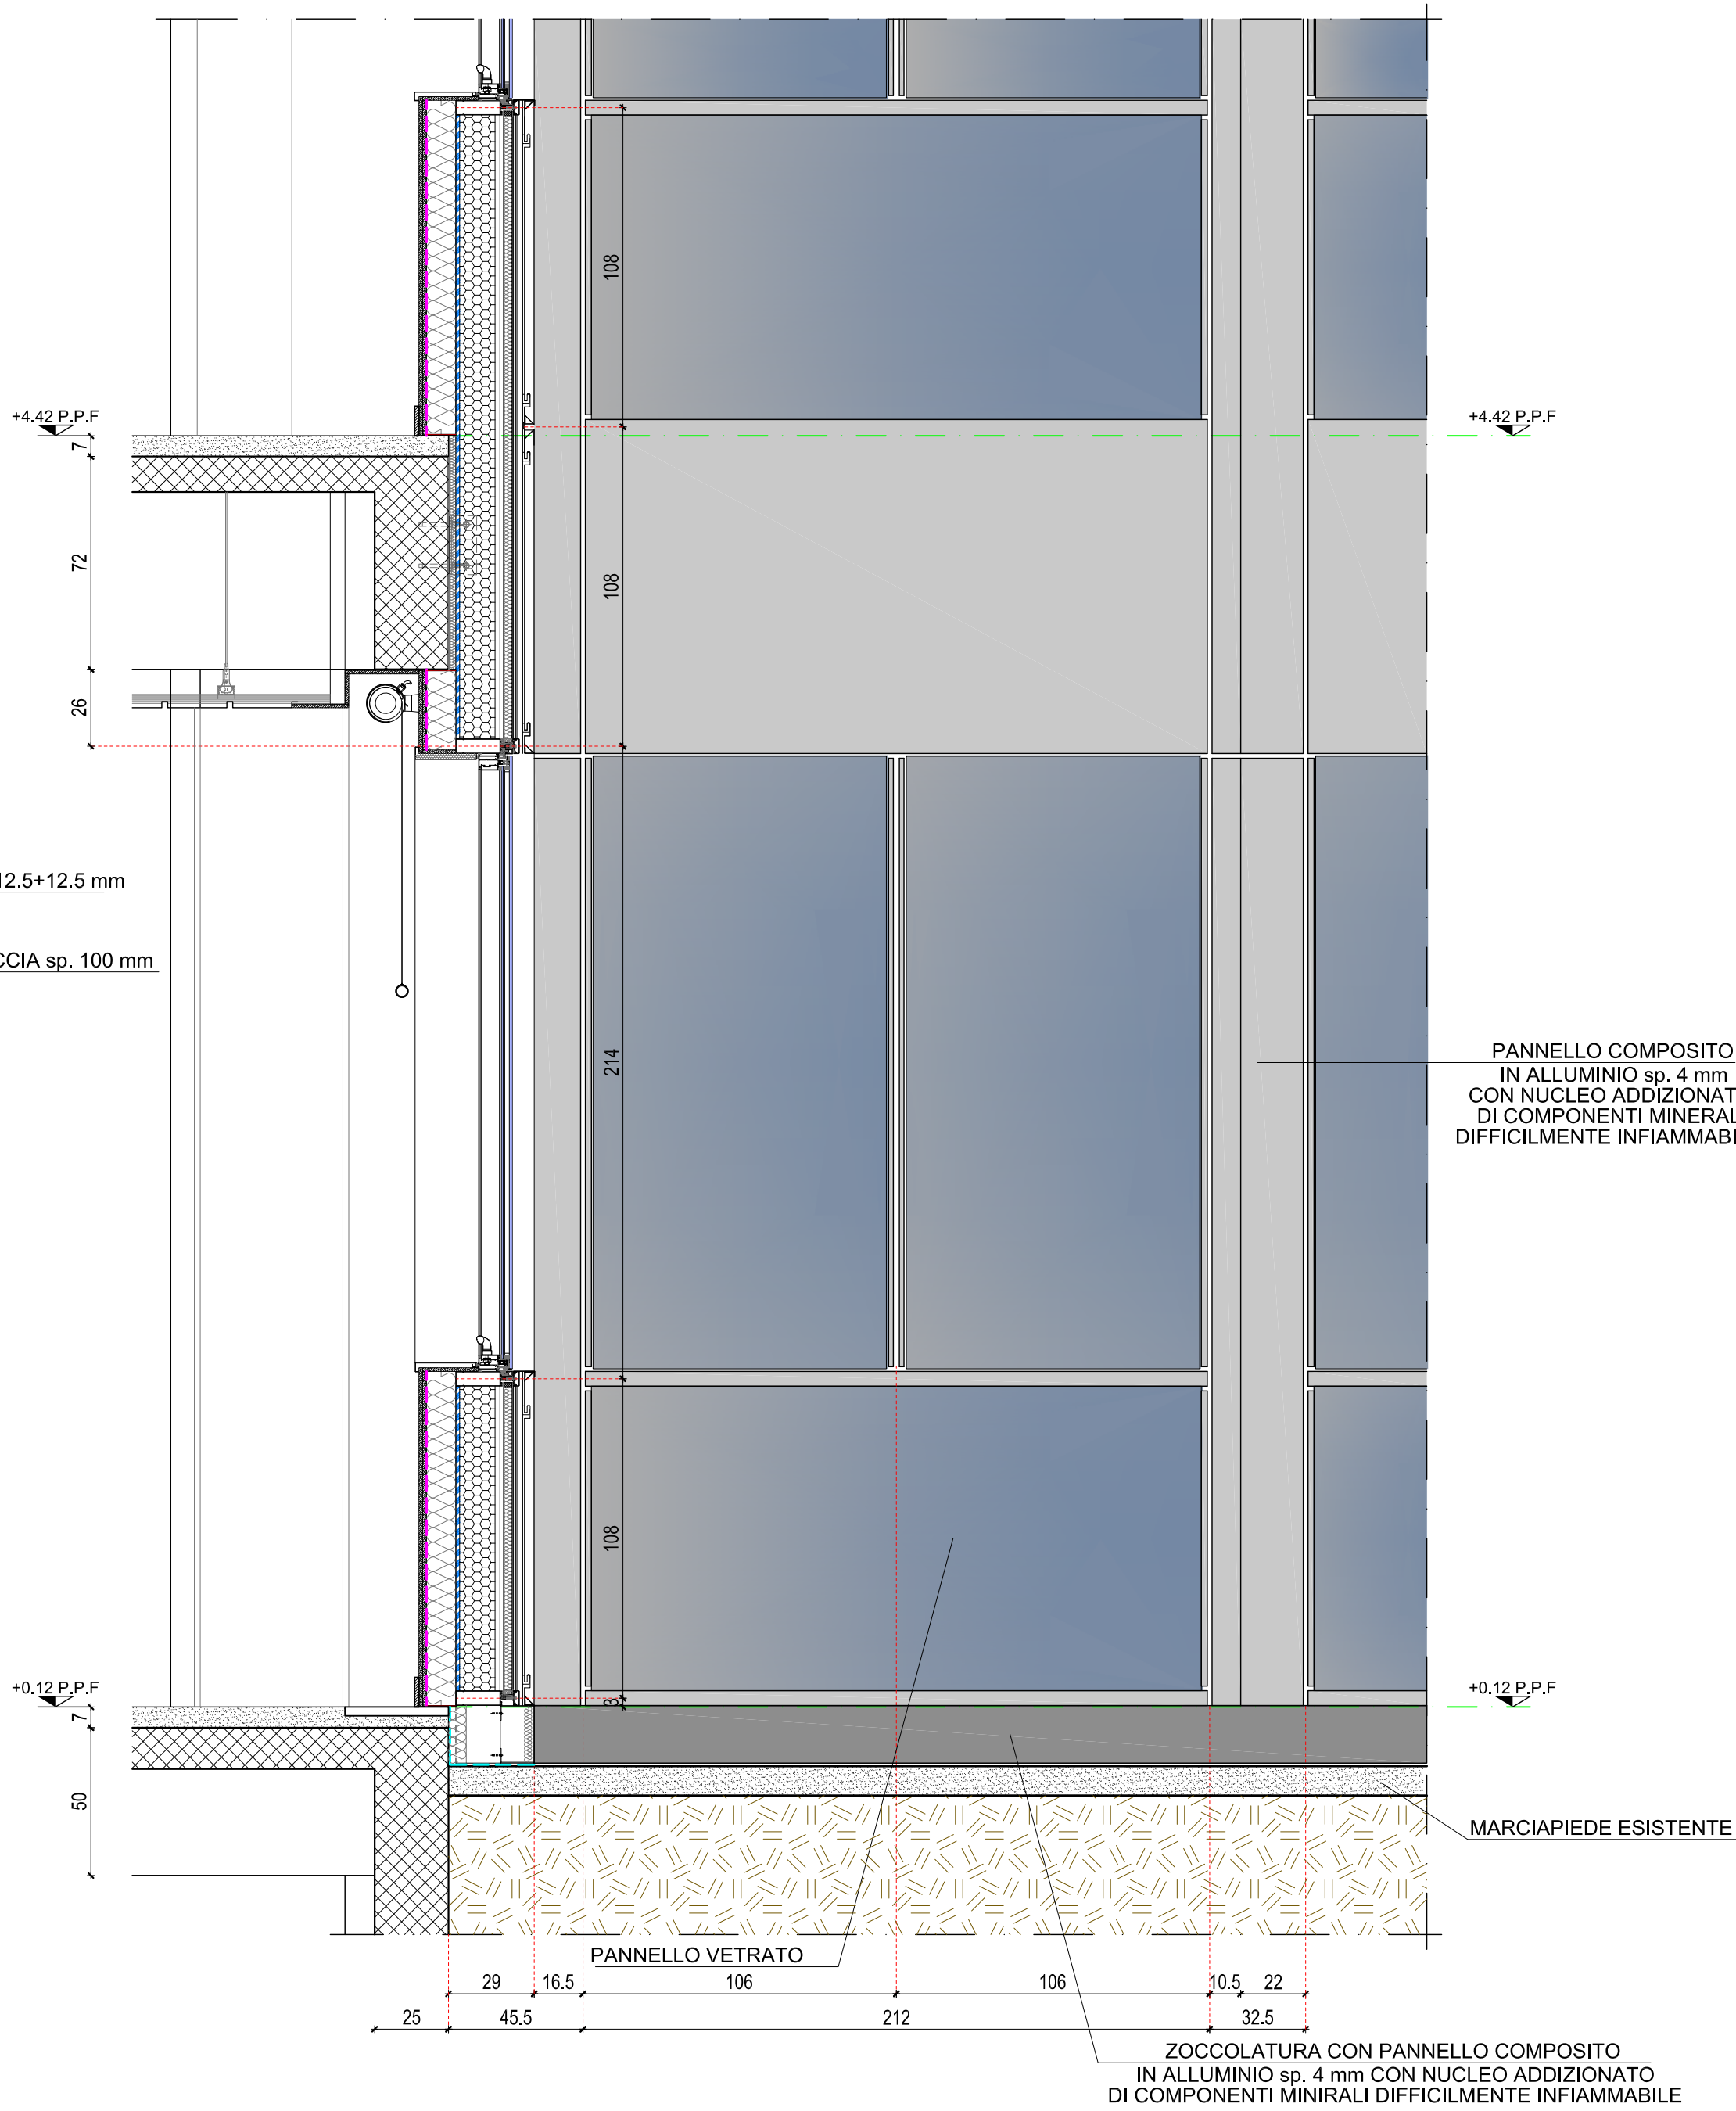 108
+4.42 P.P.F
+4.42 P.P.F
7
72
108
26
12.5+12.5 mm
CCIA sp. 100 mm
214
PANNELLO COMPOSITO
IN ALLUMINIO sp. 4 mm
CON NUCLEO ADDIZIONAT
DI COMPONENTI MINERAL
DIFFICILMENTE INFIAMMABI
108
+0.12 P.P.F
3
+0.12 P.P.F
7
50
MARCIAPIEDE ESISTENTE
PANNELLO VETRATO
29 16.5 106 106 10.5 22
25 45.5 212 32.5
ZOCCOLATURA CON PANNELLO COMPOSITO
IN ALLUMINIO sp. 4 mm CON NUCLEO ADDIZIONATO
DI COMPONENTI MINIRALI DIFFICILMENTE INFIAMMABILE